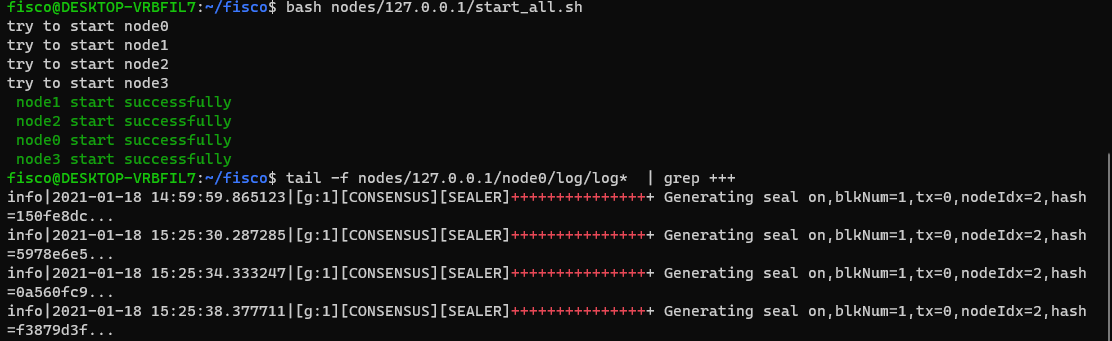 fisco@DESKTOP-VRBFIL7:~/fisco$ bash nodes/127.0.0.1/start_all.sh
try to start node0
try to start node1
try to start node2
try to start node3
 node1 start successfully
 node2 start successfully
 node0 start successfully
 node3 start successfully
fisco@DESKTOP-VRBFIL7:~/fisco$ tail -f nodes/127.0.0.1/node0/log/log*  | grep +++
info|2021-01-18 14:59:59.865123|[g:1][CONSENSUS][SEALER]++++++++++++++++ Generating seal on,blkNum=1,tx=0,nodeIdx=2,hash
=150fe8dc...
info|2021-01-18 15:25:30.287285|[g:1][CONSENSUS][SEALER]++++++++++++++++ Generating seal on,blkNum=1,tx=0,nodeIdx=2,hash
=5978e6e5...
info|2021-01-18 15:25:34.333247|[g:1][CONSENSUS][SEALER]++++++++++++++++ Generating seal on,blkNum=1,tx=0,nodeIdx=2,hash
=0a560fc9...
info|2021-01-18 15:25:38.377711|[g:1][CONSENSUS][SEALER]++++++++++++++++ Generating seal on,blkNum=1,tx=0,nodeIdx=2,hash
=f3879d3f...